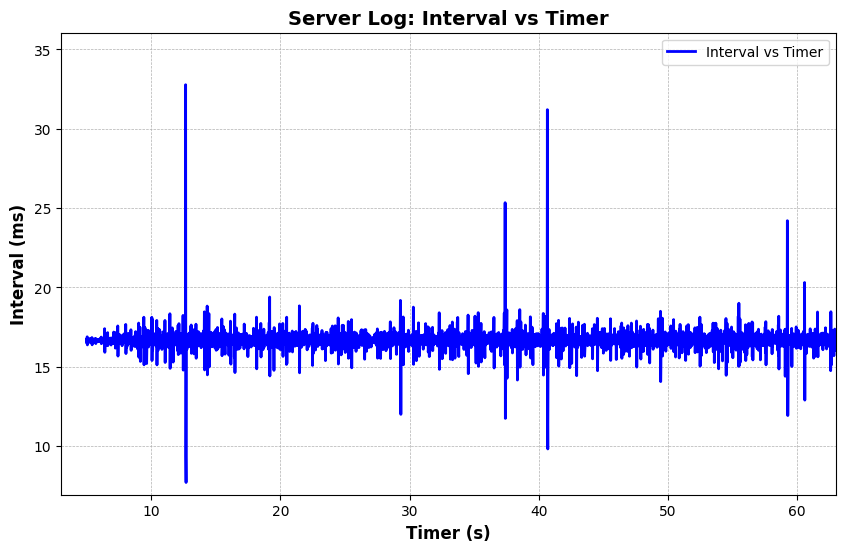 Server Log: Interval vs Timer
Interval vs Timer
Interval (ms)
35
30
25
20
15
10
10 20 30 40 50 60
Timer (s)